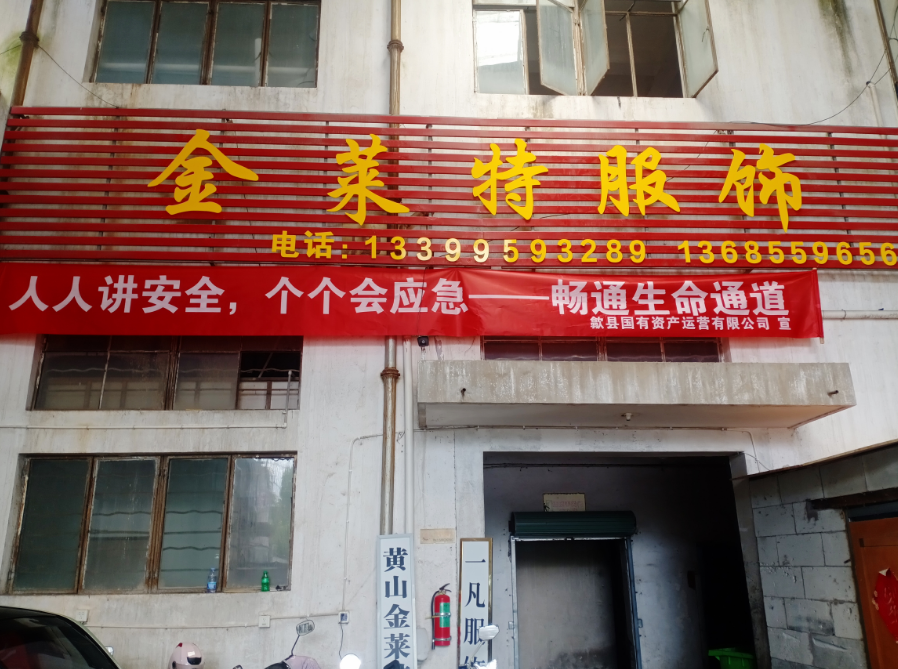 金莱特服饰
电话：13399593289 1368559656
人人讲安全，个个会应急——畅通生命通道
歙县国有资产运营有限公司 宣
黄山金莱
一凡服饰